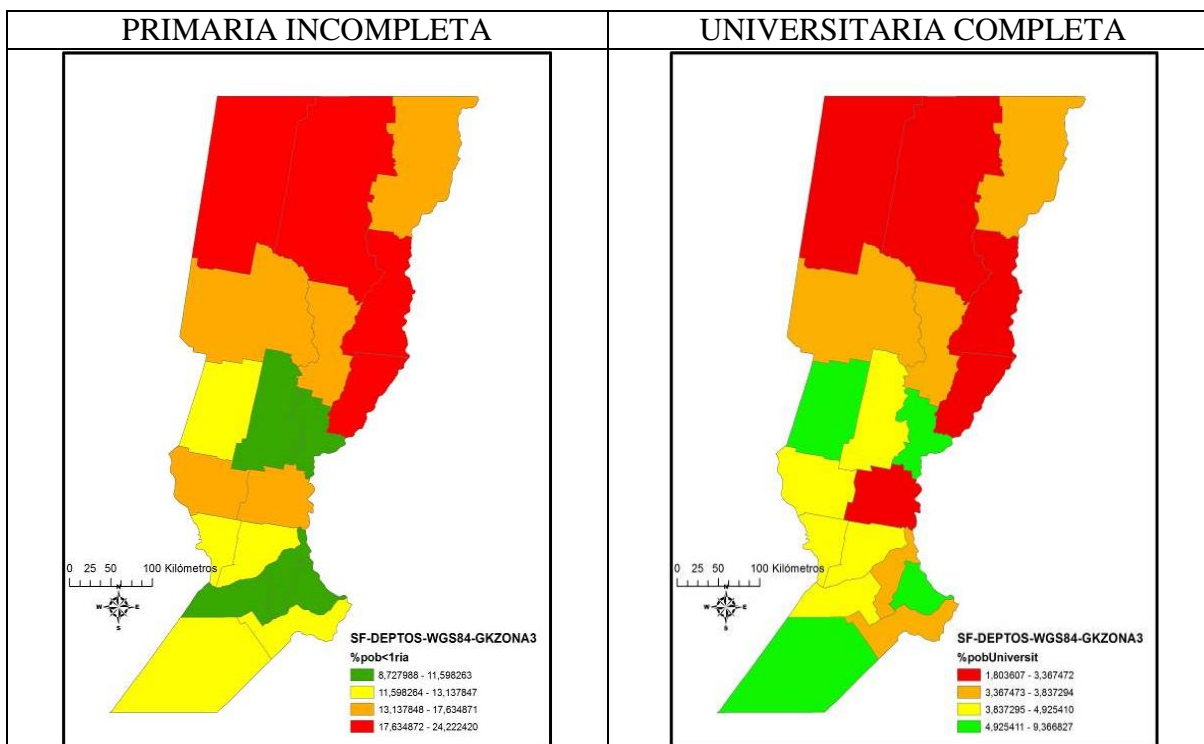 PRIMARIA INCOMPLETA
UNIVERSITARIA COMPLETA
0 25 50 100 Kilómetros
N
W E
S
SF-DEPTOS-WGS84-GKZONA3
%pob<1ria
8,727988 - 11,598263
11,598264 - 13,137847
13,137848 - 17,634871
17,634872 - 24,222420
0 25 50 100 Kilómetros
N
W E
S
SF-DEPTOS-WGS84-GKZONA3
%pobUniversit
1,803607 - 3,367472
3,367473 - 3,837294
3,837295 - 4,925410
4,925411 - 9,366827